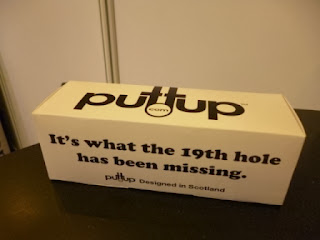 puttup
.com
It's what the 19th hole
has been missing.
puttup Designed in Scotland